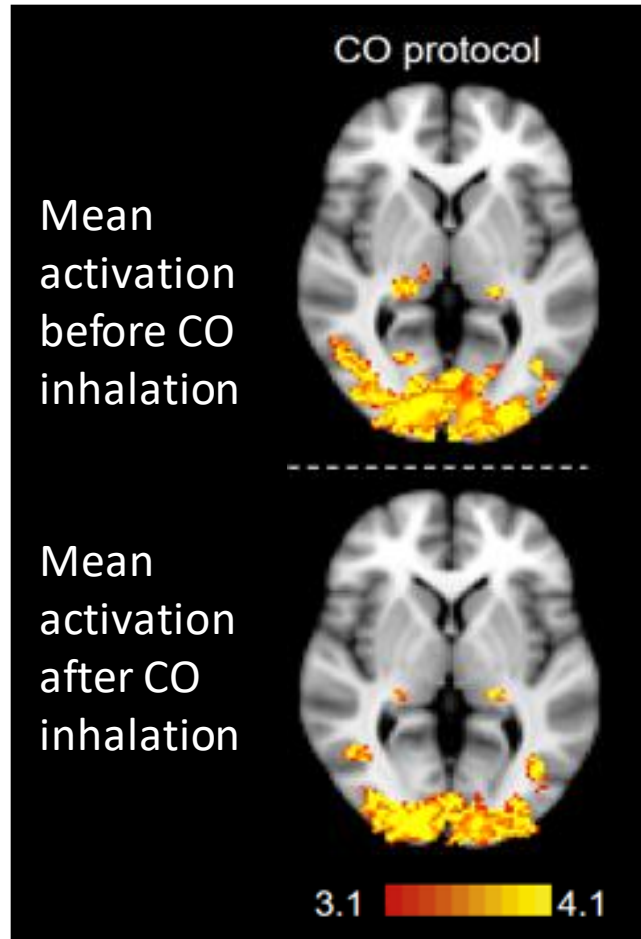 CO protocol
Mean
activation
before CO
inhalation
Mean
activation
after CO
inhalation
3.1 4.1